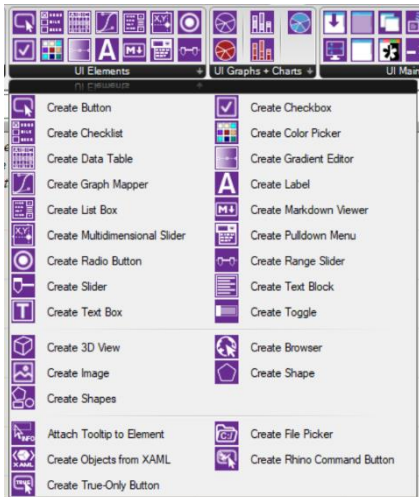 UI Elements
UI Graphs + Charts
UI Main
UI Elements
Create Button
Create Checkbox
Create Checklist
Create Color Picker
Create Data Table
Create Gradient Editor
Create Graph Mapper
Create Label
Create List Box
Create Markdown Viewer
Create Multidimensional Slider
Create Pulldown Menu
Create Radio Button
Create Range Slider
Create Slider
Create Text Block
Create Text Box
Create Toggle
Create 3D View
Create Browser
Create Image
Create Shape
Create Shapes
Attach Tooltip to Element
Create File Picker
Create Objects from XAML
Create Rhino Command Button
Create True-Only Button